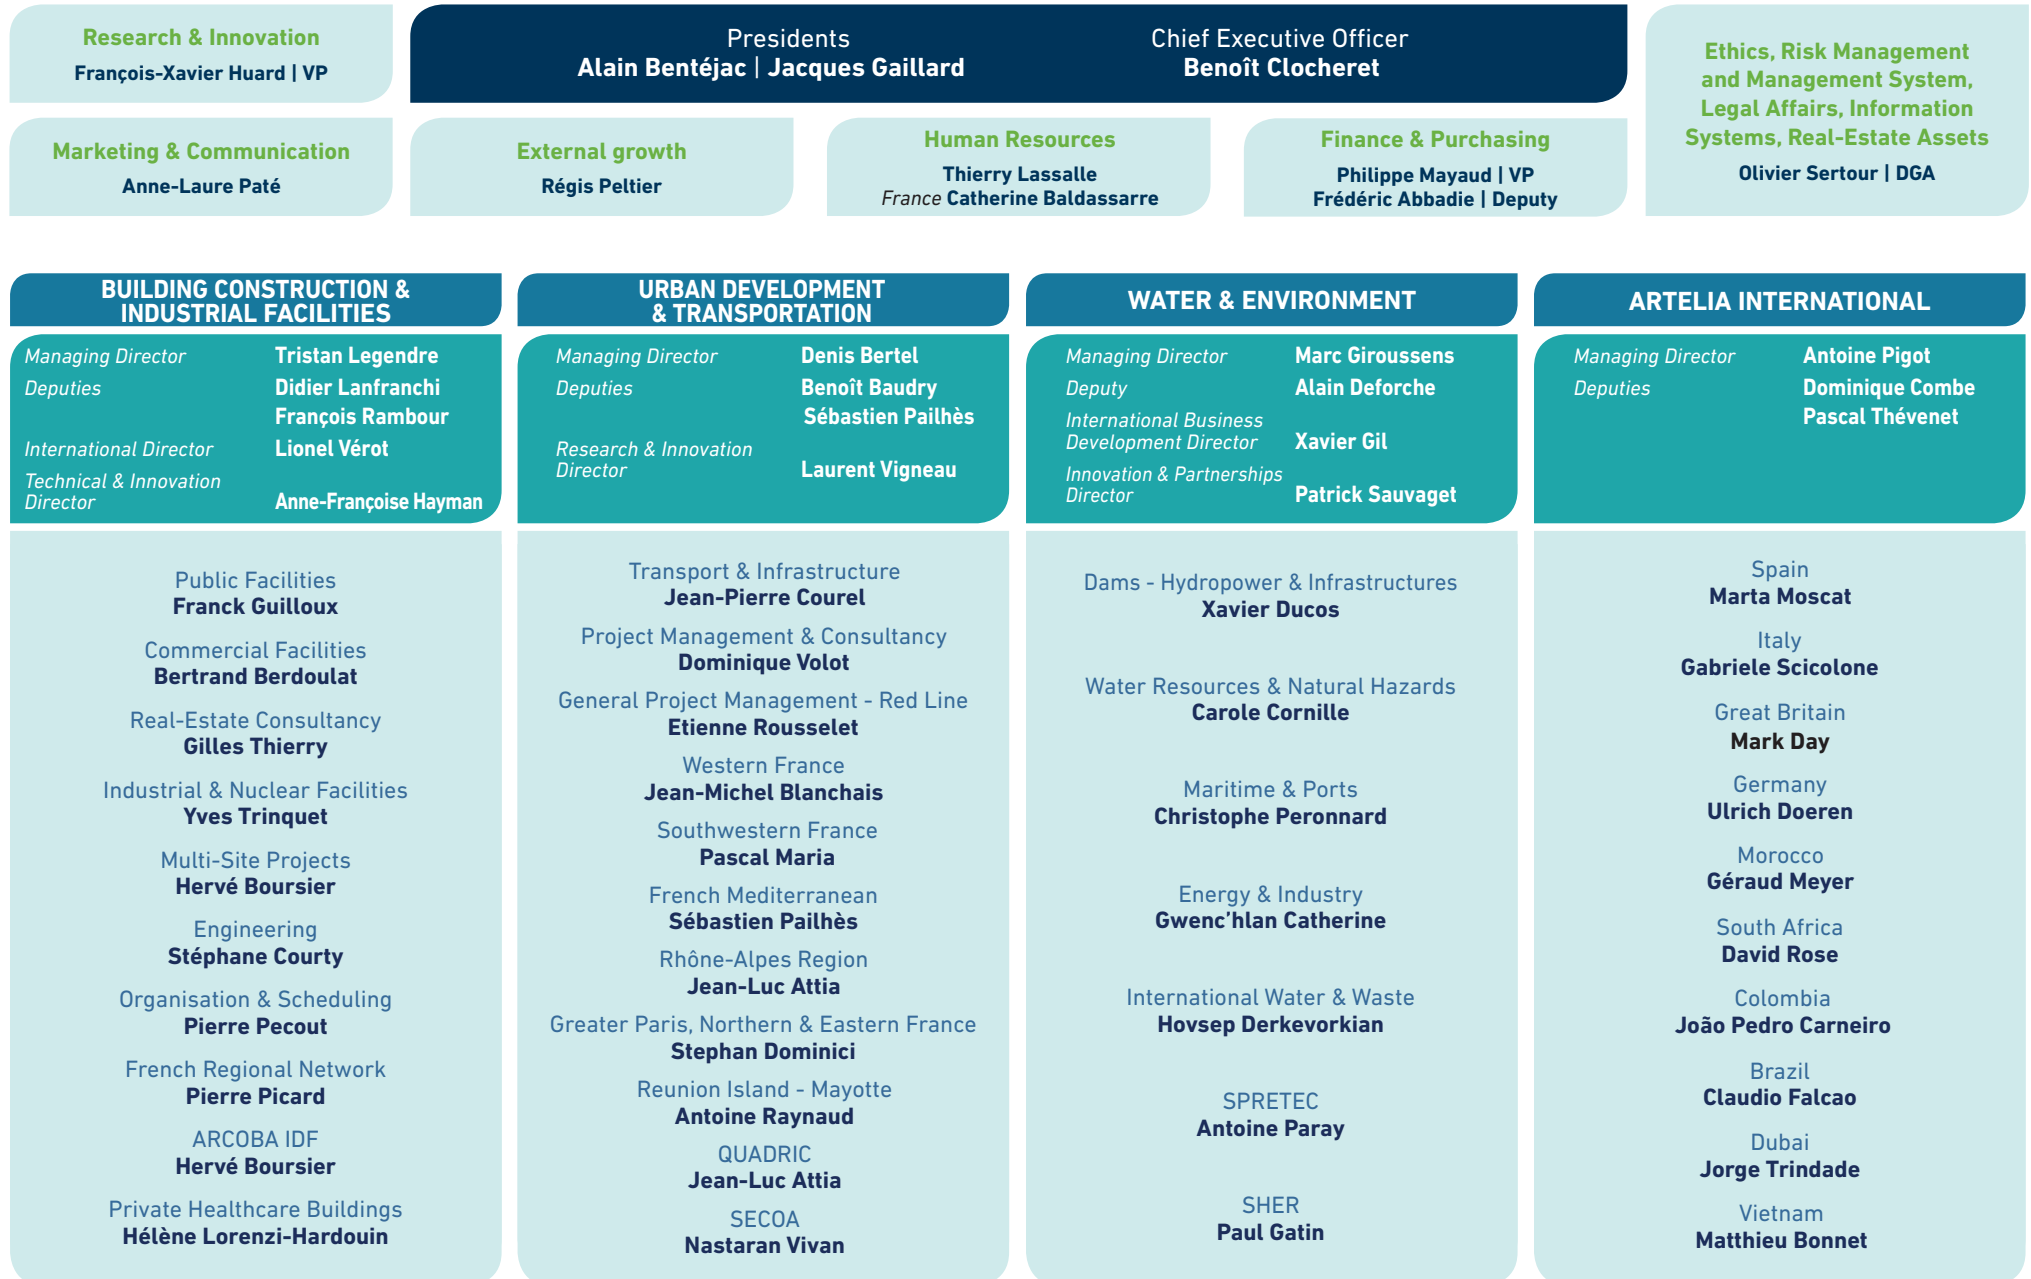 Research & Innovation
François-Xavier Huard | VP
Presidents
Alain Bentéjac | Jacques Gaillard
Chief Executive Officer
Benoît Clocheret
Ethics, Risk Management
and Management System,
Legal Affairs, Information
Systems, Real-Estate Assets
Olivier Sertour | DGA
Marketing & Communication
Anne-Laure Paté
External growth
Régis Peltier
Human Resources
Thierry Lassalle
France Catherine Baldassarre
Finance & Purchasing
Philippe Mayaud | VP
Frédéric Abbadie | Deputy
BUILDING CONSTRUCTION &
INDUSTRIAL FACILITIES
Managing Director Tristan Legendre
Deputies Didier Lanfranchi
François Rambour
International Director Lionel Vérot
Technical & Innovation
Director Anne-Françoise Hayman
Public Facilities
Franck Guilloux
Commercial Facilities
Bertrand Berdoulat
Real-Estate Consultancy
Gilles Thierry
Industrial & Nuclear Facilities
Yves Trinquet
Multi-Site Projects
Hervé Boursier
Engineering
Stéphane Courty
Organisation & Scheduling
Pierre Pecout
French Regional Network
Pierre Picard
ARCOBA IDF
Hervé Boursier
Private Healthcare Buildings
Hélène Lorenzi-Hardouin
URBAN DEVELOPMENT
& TRANSPORTATION
Managing Director Denis Bertel
Deputies Benoît Baudry
Sébastien Pailhès
Research & Innovation
Director Laurent Vigneau
Transport & Infrastructure
Jean-Pierre Courel
Project Management & Consultancy
Dominique Volot
General Project Management - Red Line
Etienne Rousselet
Western France
Jean-Michel Blanchais
Southwestern France
Pascal Maria
French Mediterranean
Sébastien Pailhès
Rhône-Alpes Region
Jean-Luc Attia
Greater Paris, Northern & Eastern France
Stephan Dominici
Reunion Island - Mayotte
Antoine Raynaud
QUADRIC
Jean-Luc Attia
SECOA
Nastaran Vivan
WATER & ENVIRONMENT
Managing Director Marc Giroussens
Deputy Alain Deforche
International Business
Development Director Xavier Gil
Innovation & Partnerships
Director Patrick Sauvaget
Dams - Hydropower & Infrastructures
Xavier Ducos
Water Resources & Natural Hazards
Carole Cornille
Maritime & Ports
Christophe Peronnard
Energy & Industry
Gwenc’hlan Catherine
International Water & Waste
Hovsep Derkevorkian
SPRETEC
Antoine Paray
SHER
Paul Gatin
ARTELIA INTERNATIONAL
Managing Director Antoine Pigot
Deputies Dominique Combe
Pascal Thévenet
Spain
Marta Moscat
Italy
Gabriele Scicolone
Great Britain
Mark Day
Germany
Ulrich Doeren
Morocco
Géraud Meyer
South Africa
David Rose
Colombia
João Pedro Carneiro
Brazil
Claudio Falcao
Dubai
Jorge Trindade
Vietnam
Matthieu Bonnet